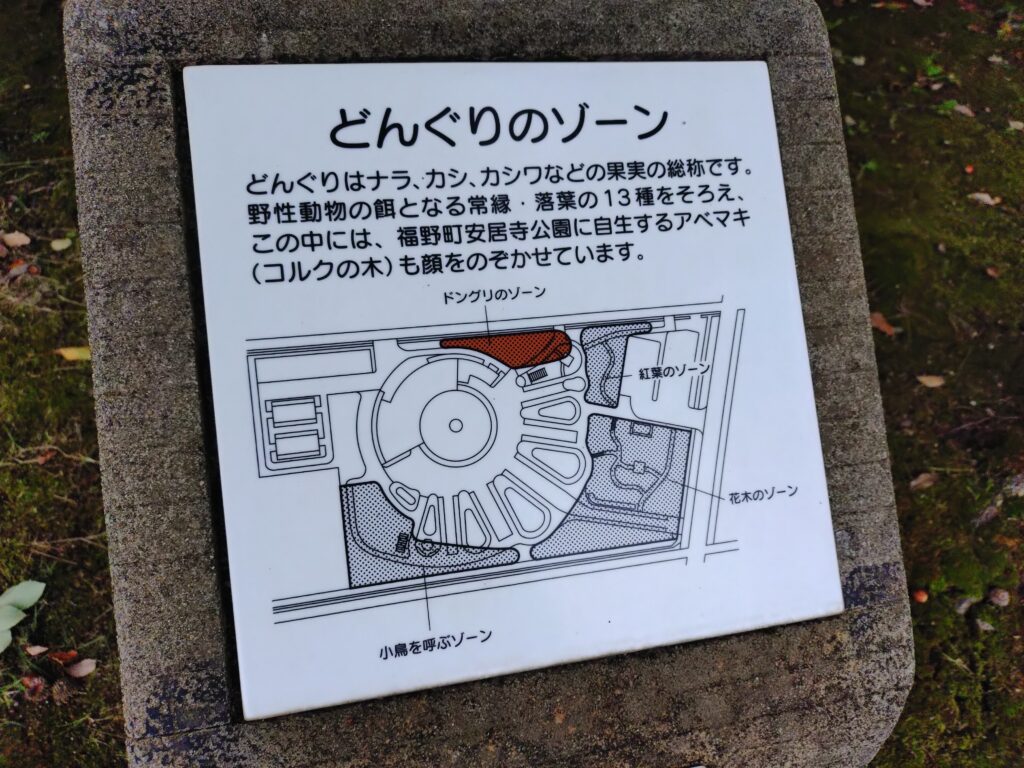 どんぐりのゾーン
どんぐりはナラ、カシ、カシワなどの果実の総称です。
野性動物の餌となる常緑・落葉の13種をそろえ、
この中には、福野町安居寺公園に自生するアベマキ
(コルクの木)も顔をのぞかせています。
ドングリのゾーン
紅葉のゾーン
花木のゾーン
小鳥を呼ぶゾーン